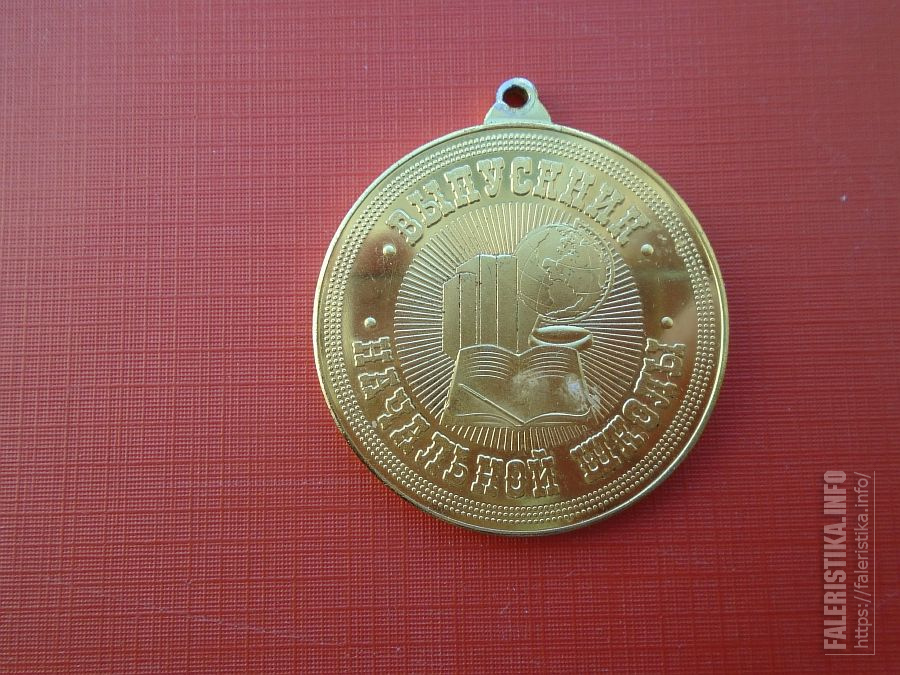 ВЫПУСКНИК
НАЧАЛЬНОЙ ШКОЛЫ
FALERISTIKA.INFO
https://faleristika.info/